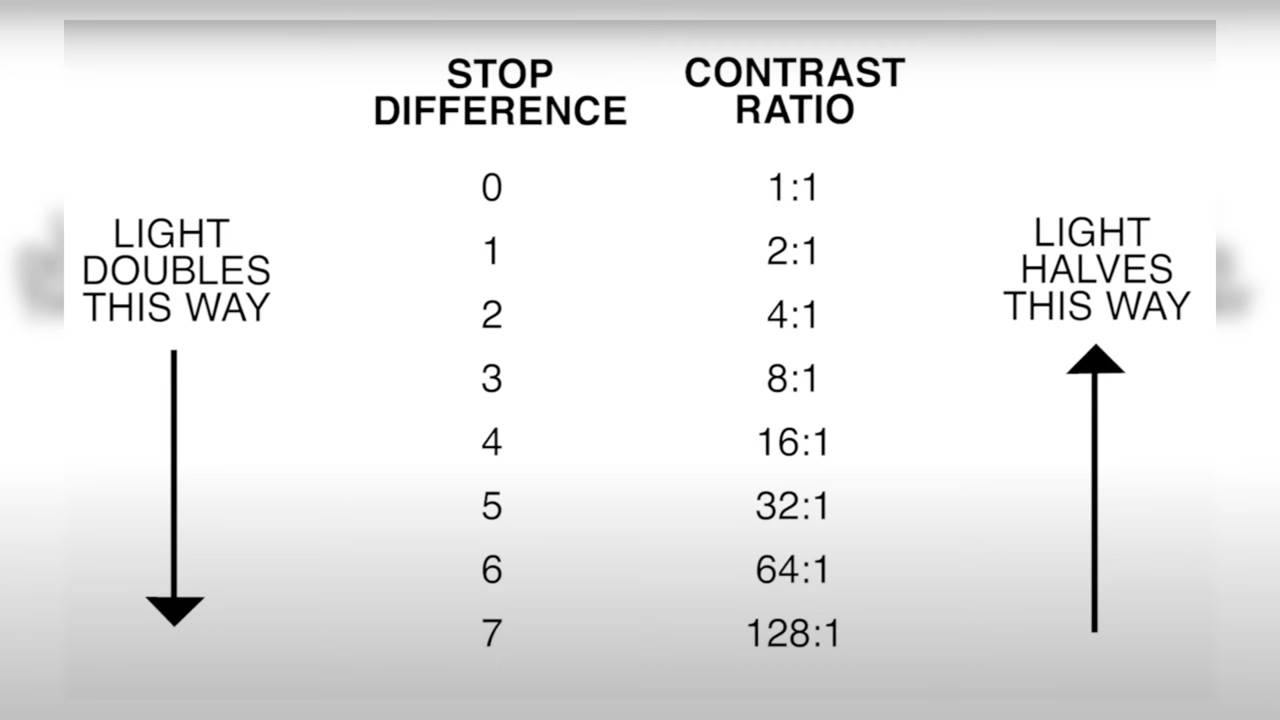 STOP
DIFFERENCE
CONTRAST
RATIO
0 1:1
1 2:1
2 4:1
3 8:1
4 16:1
5 32:1
6 64:1
7 128:1
LIGHT
DOUBLES
THIS WAY
LIGHT
HALVES
THIS WAY